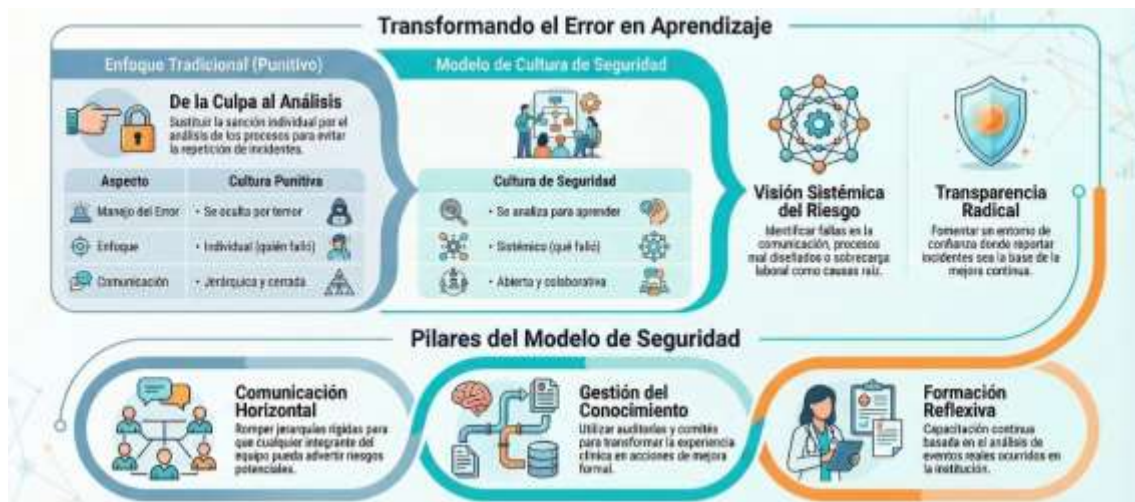 Transformando el Error en Aprendizaje
Enfoque Tradicional (Punitivo)
De la Culpa al Análisis
Sustituir la sanción individual por el
análisis de los procesos para evitar
la repetición de incidentes.
Aspecto
Cultura Punitiva
Manejo del Error
• Se oculta por temor
Enfoque
• Individual (quién falló)
Comunicación
• Jerárquica y cerrada
Modelo de Cultura de Seguridad
Cultura de Seguridad
• Se analiza para aprender
• Sistémico (qué falló)
• Abierta y colaborativa
Visión Sistémica
del Riesgo
Identificar fallas en la
comunicación, procesos
mal diseñados o sobrecarga
laboral como causas raíz.
Transparencia
Radical
Fomentar un entorno de
confianza donde reportar
incidentes sea la base de la
mejora continua.
Pilares del Modelo de Seguridad
Comunicación
Horizontal
Romper jerarquías rígidas para
que cualquier integrante del
equipo pueda advertir riesgos
potenciales.
Gestión del
Conocimiento
Utilizar auditorías y comités
para transformar la experiencia
clínica en acciones de mejora
formal.
Formación
Reflexiva
Capacitación continua
basada en el análisis de
eventos reales ocurridos en
la institución.